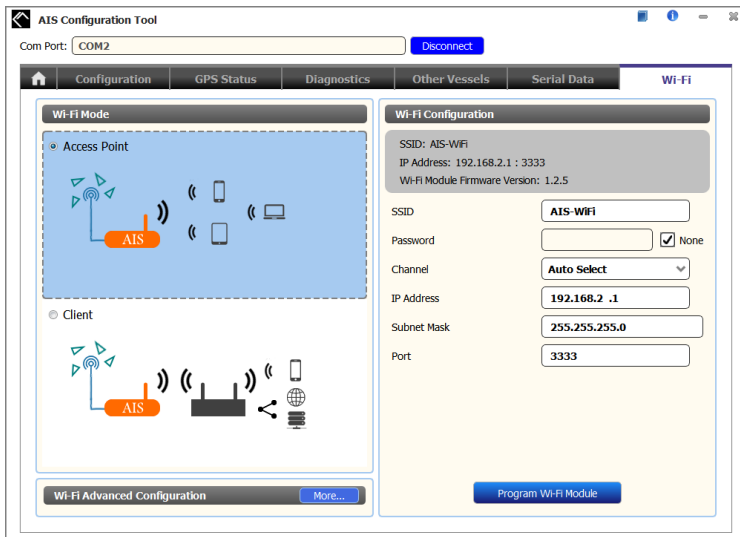 AIS Configuration Tool
Com Port: COM2 Disconnect
Configuration GPS Status Diagnostics Other Vessels Serial Data Wi-Fi
Wi-Fi Mode
Access Point
AIS
Client
AIS
Wi-Fi Advanced Configuration More...
Wi-Fi Configuration
SSID: AIS-WiFi
IP Address: 192.168.2.1 : 3333
Wi-Fi Module Firmware Version: 1.2.5
SSID AIS-WiFi
Password None
Channel Auto Select
IP Address 192.168.2 .1
Subnet Mask 255.255.255.0
Port 3333
Program Wi-Fi Module